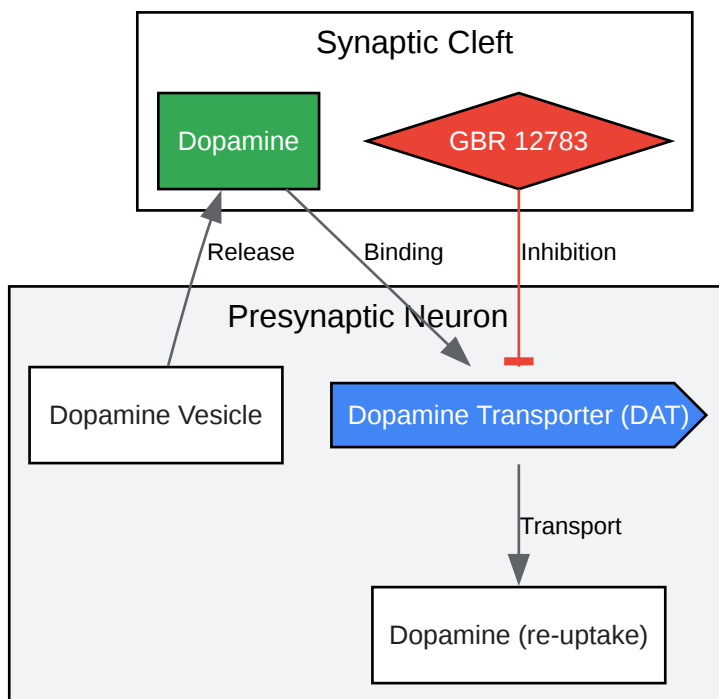 Synaptic Cleft
Dopamine
GBR 12783
Release
Binding
Inhibition
Presynaptic Neuron
Dopamine Vesicle
Dopamine Transporter (DAT)
Transport
Dopamine (re-uptake)